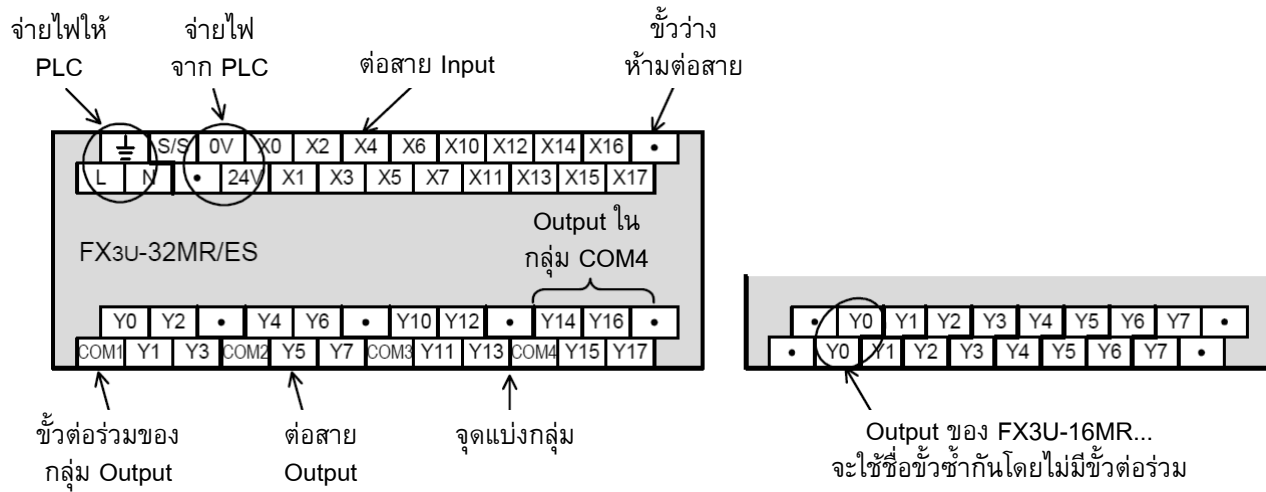 จ่ายไฟให้
PLC
จ่ายไฟ
จาก PLC
ต่อสาย Input
ขั้วว่าง
ห้ามต่อสาย
S/S 0V X0 X2 X4 X6 X10 X12 X14 X16 •
L N • 24V X1 X3 X5 X7 X11 X13 X15 X17
FX3U-32MR/ES
Output ใน
กลุ่ม COM4
Y0 Y2 • Y4 Y6 • Y10 Y12 • Y14 Y16 •
COM1 Y1 Y3 COM2 Y5 Y7 COM3 Y11 Y13 COM4 Y15 Y17
ขั้วต่อร่วมของ
กลุ่ม Output
ต่อสาย
Output
จุดแบ่งกลุ่ม
• Y0 Y1 Y2 Y3 Y4 Y5 Y6 Y7 •
• Y0 Y1 Y2 Y3 Y4 Y5 Y6 Y7 •
Output ของ FX3U-16MR...
จะใช้ชื่อขั้วซ้ำกันโดยไม่มีขั้วต่อร่วม